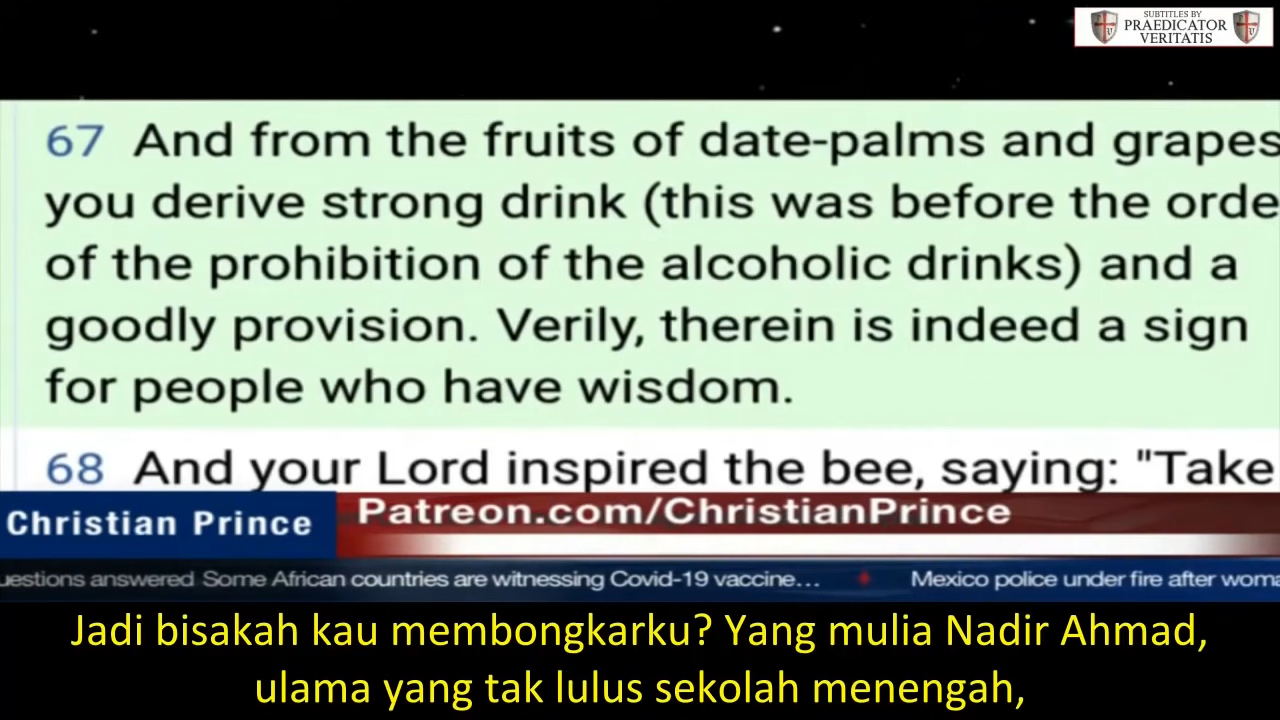 SUBTITLES BY
PRAEDICATOR
VERITATIS
67 And from the fruits of date-palms and grapes
you derive strong drink (this was before the orde
of the prohibition of the alcoholic drinks) and a
goodly provision. Verily, therein is indeed a sign
for people who have wisdom.
68 And your Lord inspired the bee, saying: "Take
Christian Prince
Patreon.com/ChristianPrince
uestions answered Some African countries are witnessing Covid-19 vaccine... Mexico police under fire after woma
Jadi bisakah kau membongkarku? Yang mulia Nadir Ahmad,
ulama yang tak lulus sekolah menengah,